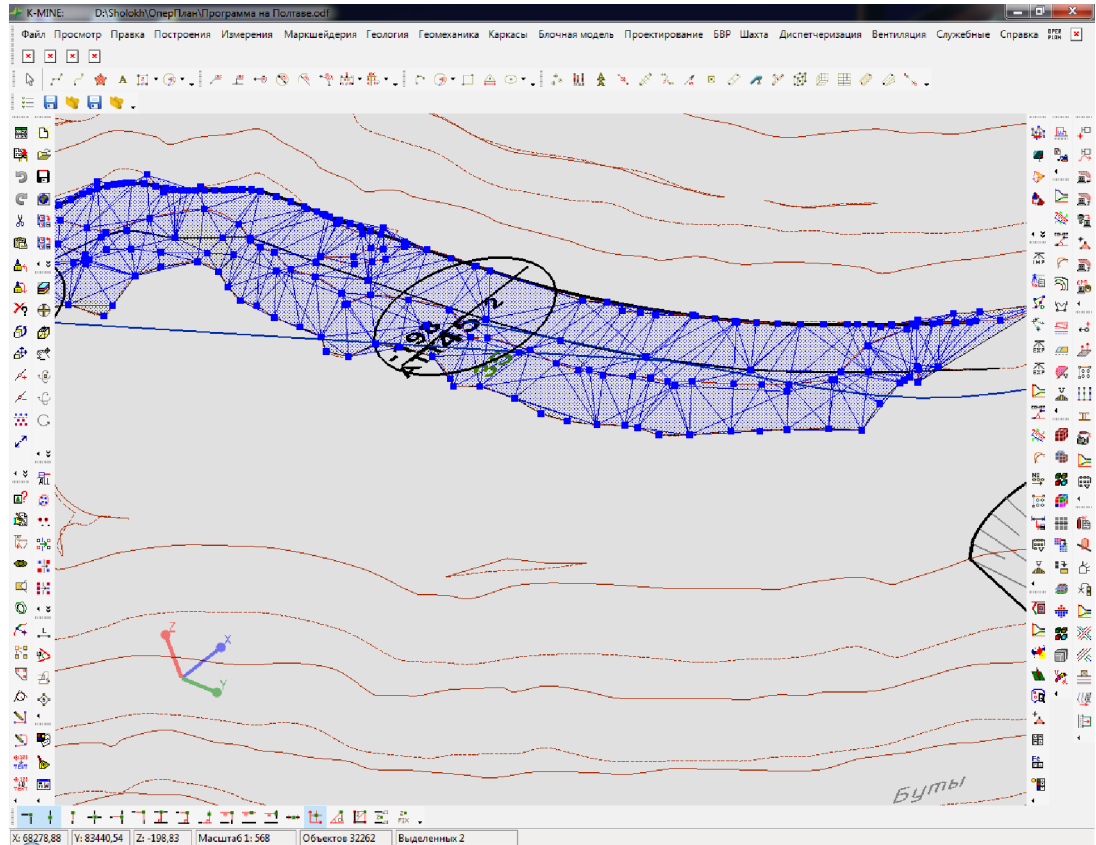 K-MINE: D:\Sholokh\ОперПлан\Программа на Полтаве.odf
Файл Просмотр Правка Построения Измерения Маркшейдерия Геология Геомеханика Каркасы Блочная модель Проектирование БВР Шахта Диспетчеризация Вентиляция Служебные Справка
Z
X
Y
Буты
X: 68278,88 Y: 83440,54 Z: -198,83 Масштаб 1: 568 Объектов 32262 Выделенных 2